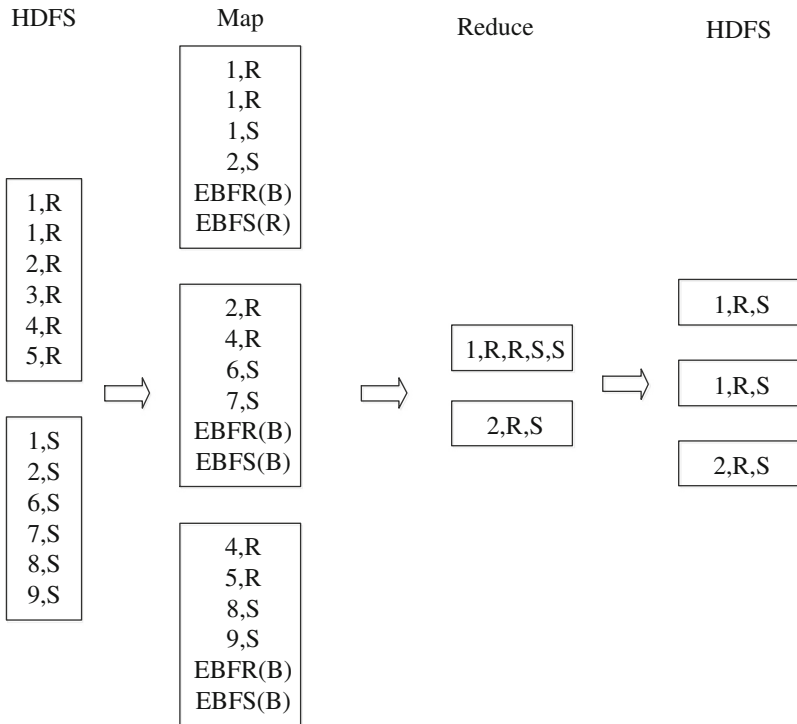 HDFS
Map
Reduce
HDFS
1,R
1,R
2,R
3,R
4,R
5,R
1,S
2,S
6,S
7,S
8,S
9,S
1,R
1,R
1,S
2,S
EBFR(B)
EBFS(R)
2,R
4,R
6,S
7,S
EBFR(B)
EBFS(B)
4,R
5,R
8,S
9,S
EBFR(B)
EBFS(B)
1,R,R,S,S
2,R,S
1,R,S
1,R,S
2,R,S